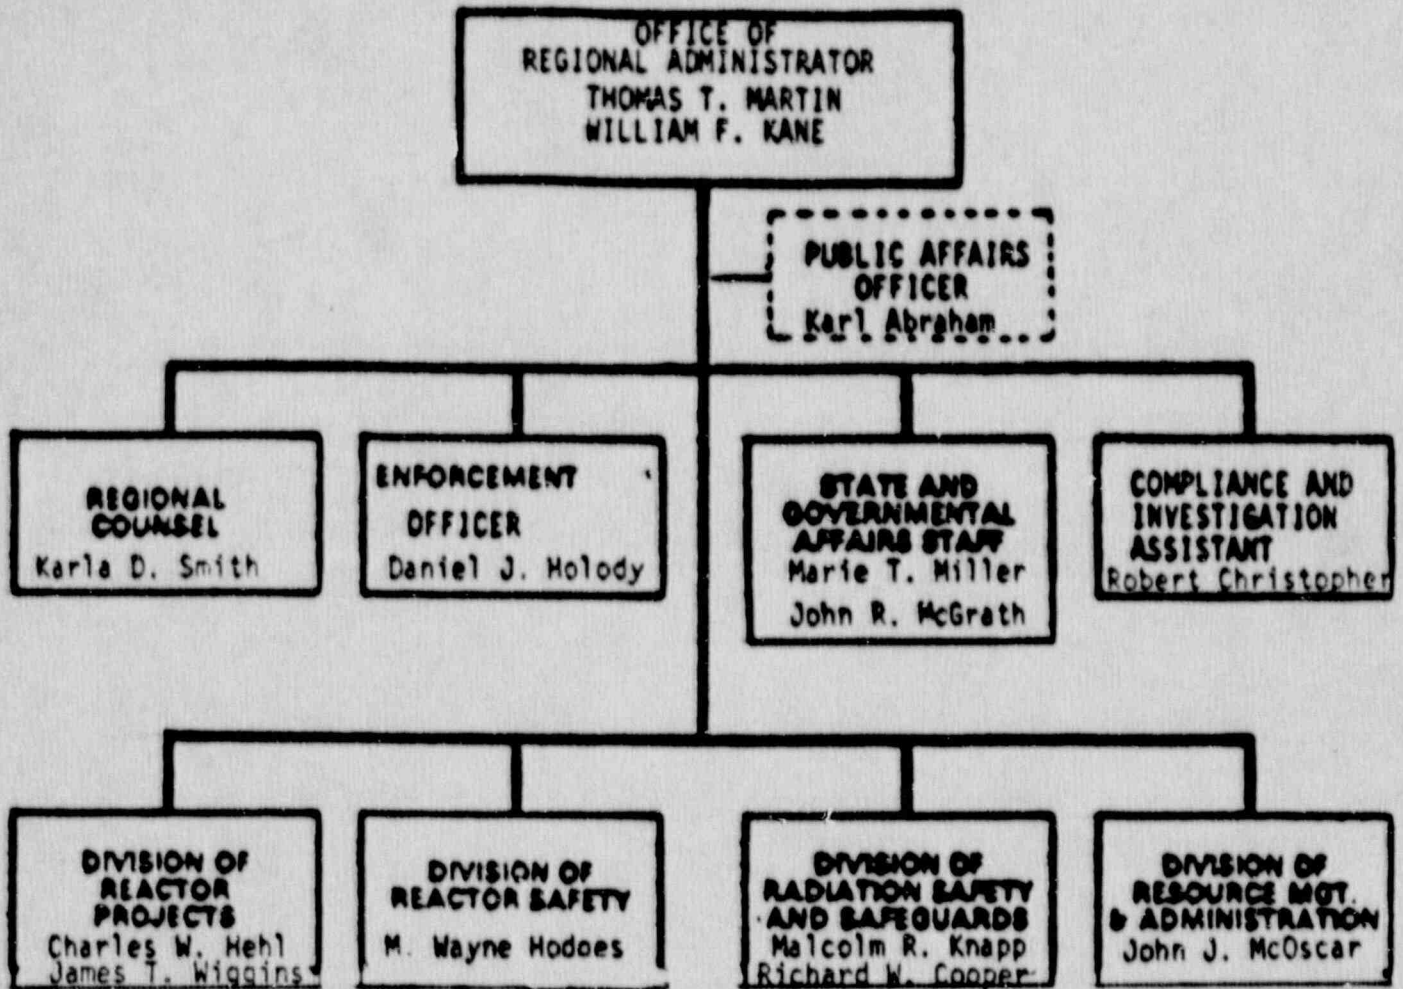 OFFICE OF
REGIONAL ADMINISTRATOR
THOMAS T. MARTIN
WILLIAM F. KANE
PUBLIC AFFAIRS
OFFICER
Karl Abraham
REGIONAL
COUNSEL
Karla D. Smith
ENFORCEMENT
OFFICER
Daniel J. Holody
STATE AND
GOVERNMENTAL
AFFAIRS STAFF
Marie T. Miller
John R. McGrath
COMPLIANCE AND
INVESTIGATION
ASSISTANT
Robert Christopher
DIVISION OF
REACTOR
PROJECTS
Charles W. Hehl
James T. Wiggins
DIVISION OF
REACTOR SAFETY
M. Wayne Hodoes
DIVISION OF
RADIATION SAFETY
AND SAFEGUARDS
Malcolm R. Knapp
Richard W. Cooper
DIVISION OF
RESOURCE MGT.
& ADMINISTRATION
John J. McOscar